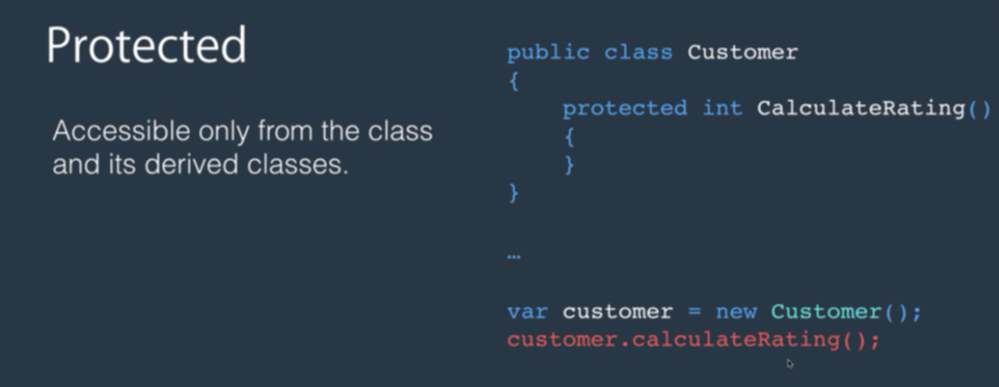 Protected
Accessible only from the class
and its derived classes.
public class Customer
{
    protected int CalculateRating()
    {
    }
}
…
var customer = new Customer();
customer.calculateRating();